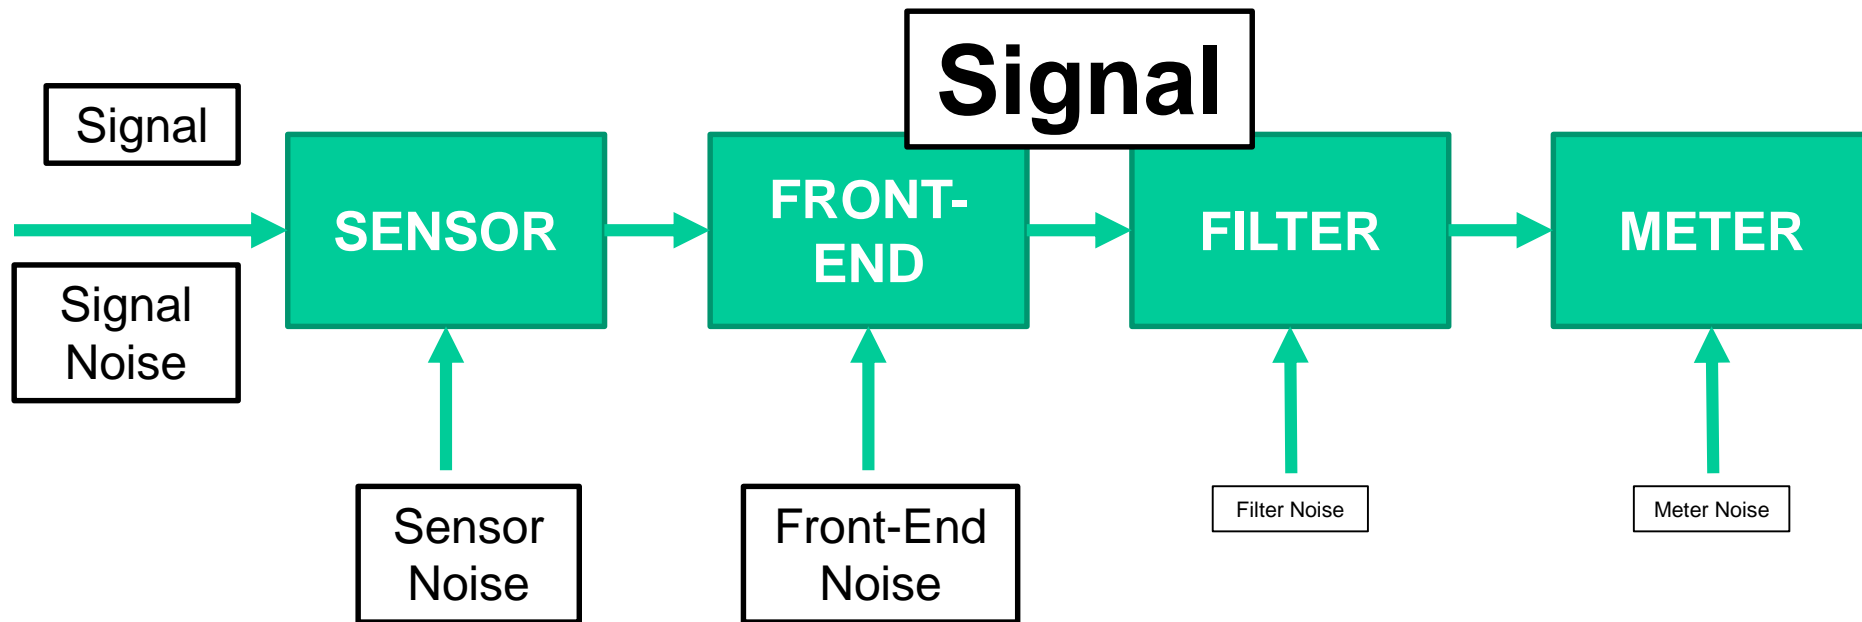 Signal
Signal
SENSOR
FRONT-
END
FILTER
METER
Signal
Noise
Sensor
Noise
Front-End
Noise
Filter Noise
Meter Noise